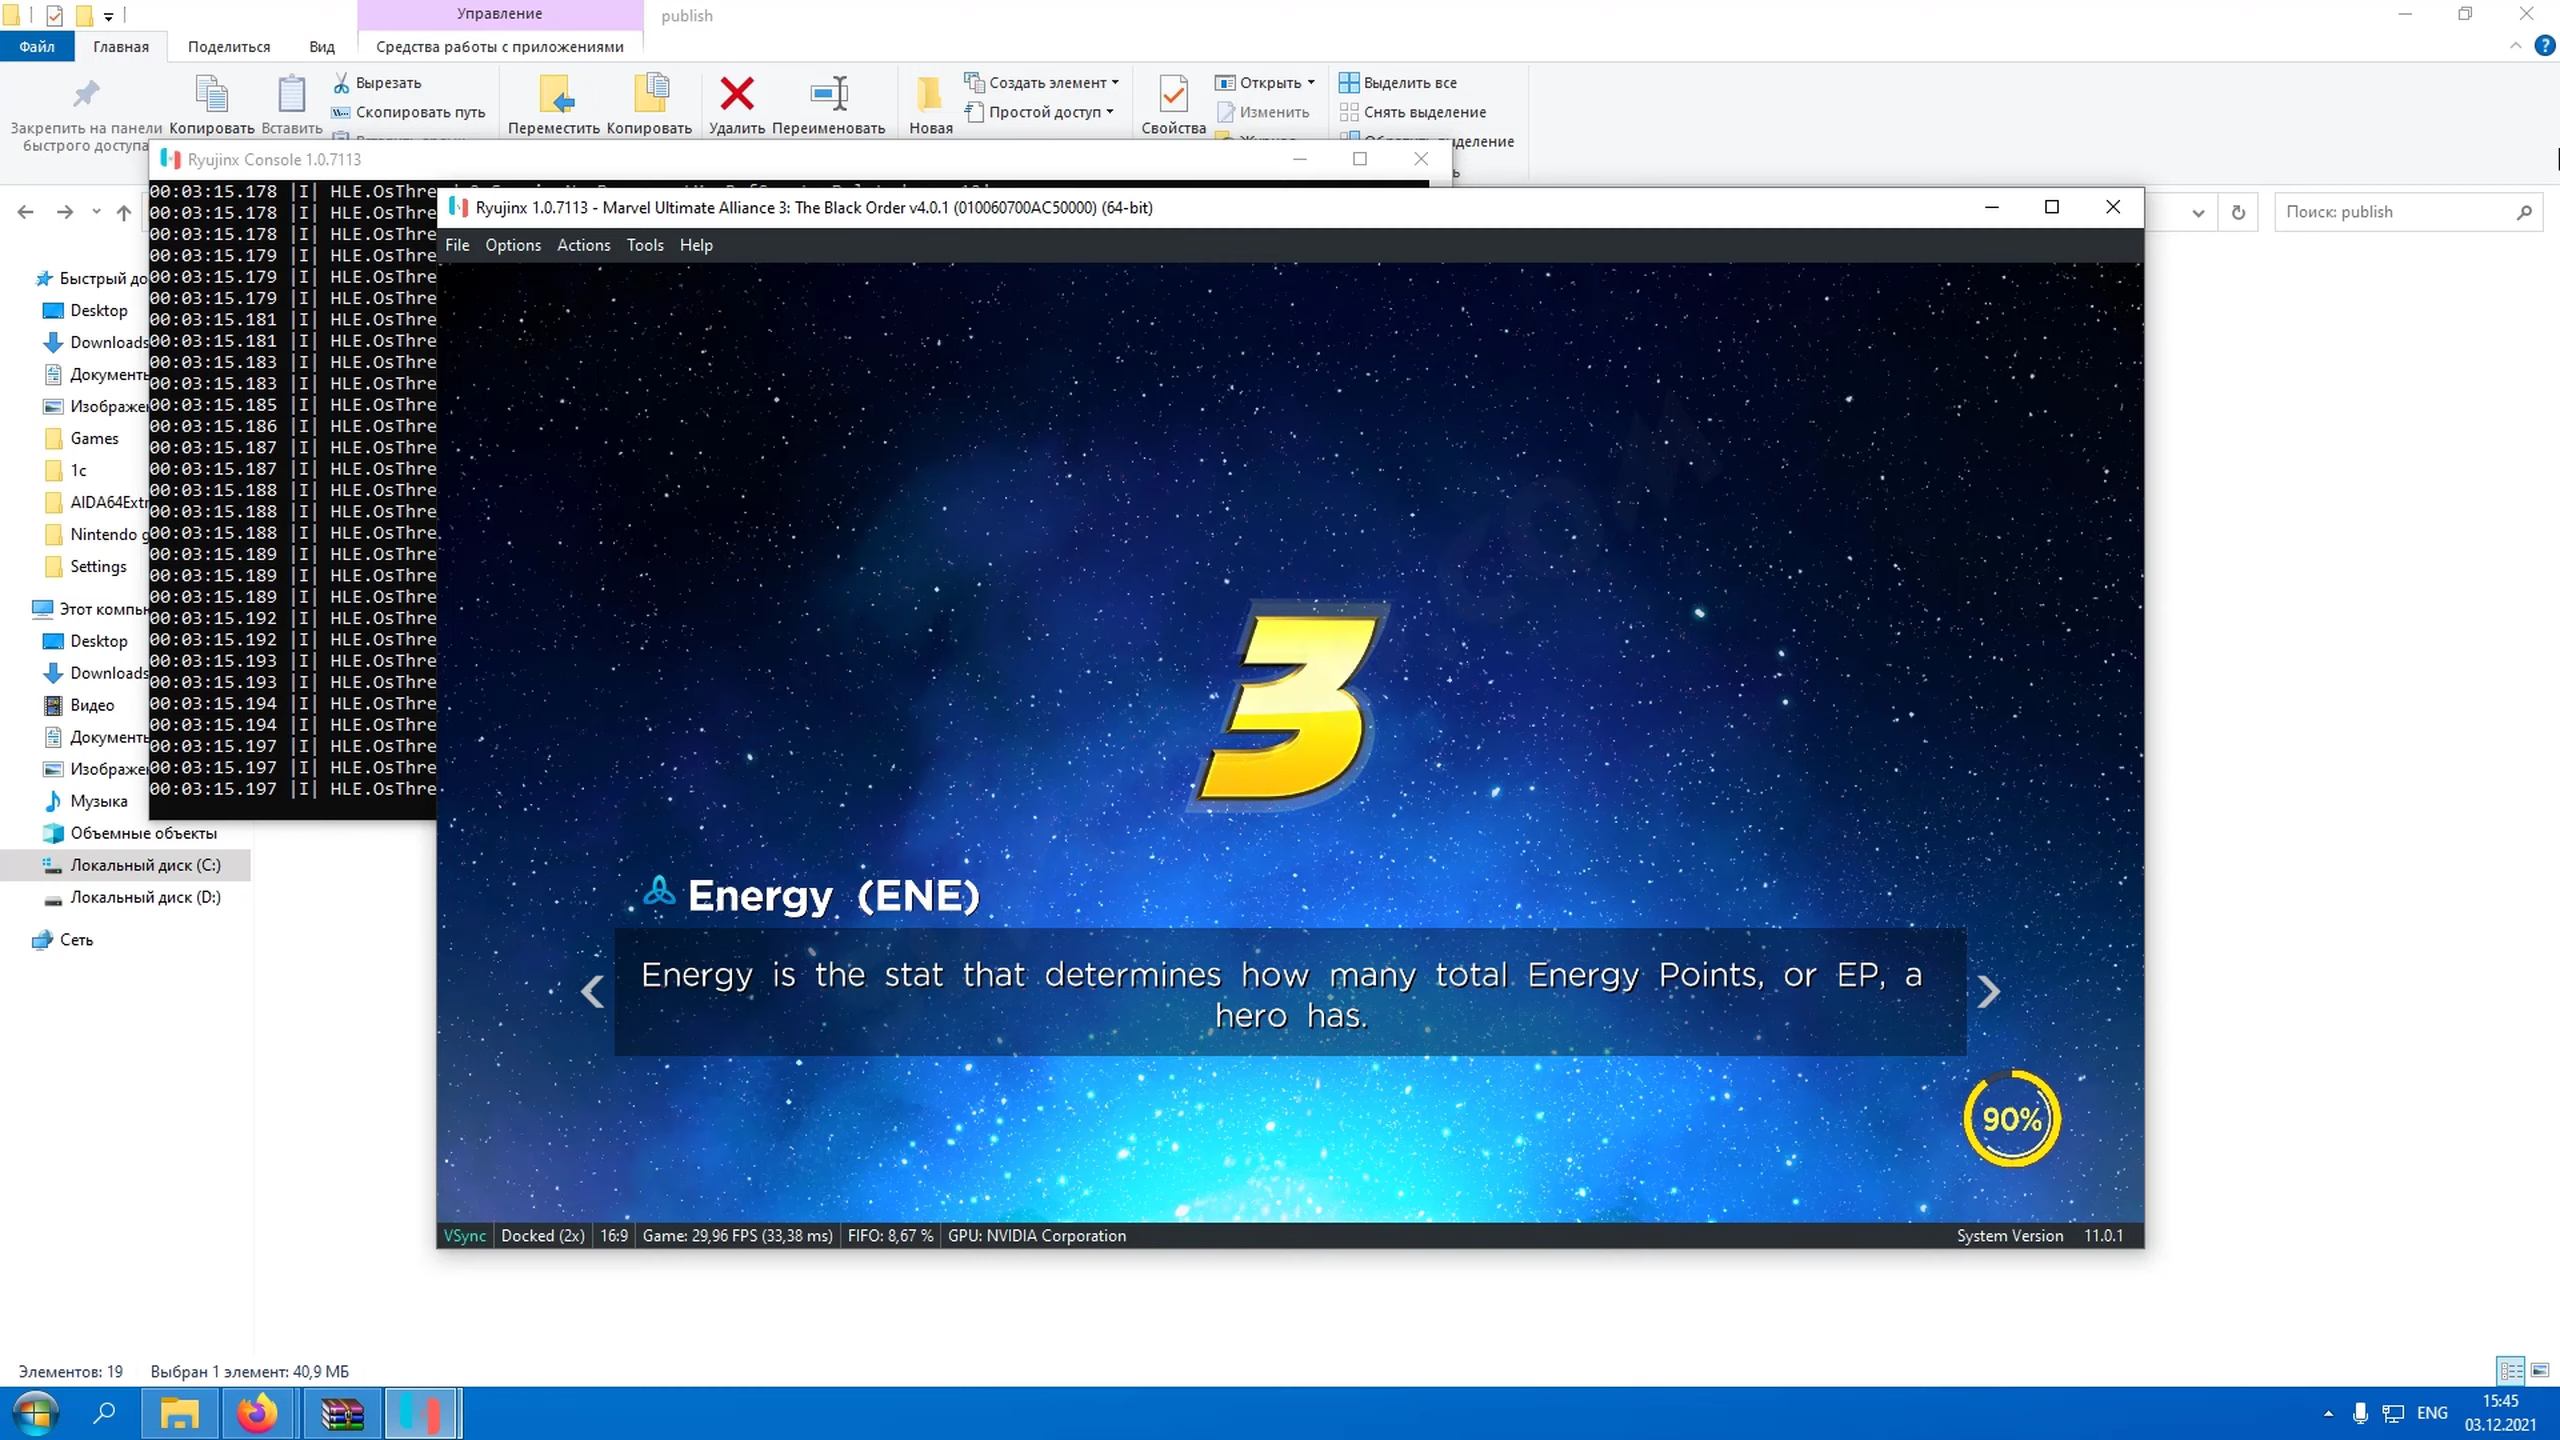 Управление
publish
Файл
Главная
Поделиться
Вид
Средства работы с приложениями
Закрепить на панели
быстрого доступа
Копировать
Вставить
Вырезать
Скопировать путь
Переместить
Копировать
Удалить
Переименовать
Новая
Создать элемент
Простой доступ
Свойства
Открыть
Изменить
Выделить все
Снять выделение
Поиск: publish
Быстрый до
Desktop
Downloads
Документы
Изображе
Games
1c
AIDA64Extr
Nintendo g
Settings
Этот компь
Desktop
Downloads
Видео
Документы
Изображе
Музыка
Объемные объекты
Локальный диск (C:)
Локальный диск (D:)
Сеть
Ryujinx Console 1.0.7113
00:03:15.178 |I| HLE.OsThre
00:03:15.178 |I| HLE.OsThre
00:03:15.178 |I| HLE.OsThre
00:03:15.179 |I| HLE.OsThre
00:03:15.179 |I| HLE.OsThre
00:03:15.179 |I| HLE.OsThre
00:03:15.181 |I| HLE.OsThre
00:03:15.181 |I| HLE.OsThre
00:03:15.183 |I| HLE.OsThre
00:03:15.183 |I| HLE.OsThre
00:03:15.185 |I| HLE.OsThre
00:03:15.186 |I| HLE.OsThre
00:03:15.187 |I| HLE.OsThre
00:03:15.187 |I| HLE.OsThre
00:03:15.188 |I| HLE.OsThre
00:03:15.188 |I| HLE.OsThre
00:03:15.188 |I| HLE.OsThre
00:03:15.189 |I| HLE.OsThre
00:03:15.189 |I| HLE.OsThre
00:03:15.189 |I| HLE.OsThre
00:03:15.192 |I| HLE.OsThre
00:03:15.192 |I| HLE.OsThre
00:03:15.193 |I| HLE.OsThre
00:03:15.193 |I| HLE.OsThre
00:03:15.194 |I| HLE.OsThre
00:03:15.194 |I| HLE.OsThre
00:03:15.197 |I| HLE.OsThre
00:03:15.197 |I| HLE.OsThre
00:03:15.197 |I| HLE.OsThre
Ryujinx 1.0.7113 - Marvel Ultimate Alliance 3: The Black Order v4.0.1 (010060700AC50000) (64-bit)
File Options Actions Tools Help
3
Energy (ENE)
Energy is the stat that determines how many total Energy Points, or EP, a
hero has.
90%
VSync Docked (2x) 16:9 Game: 29,96 FPS (33,38 ms) FIFO: 8,67 % GPU: NVIDIA Corporation
System Version 11.0.1
Элементов: 19 Выбран 1 элемент: 40,9 МБ
ENG
15:45
03.12.2021